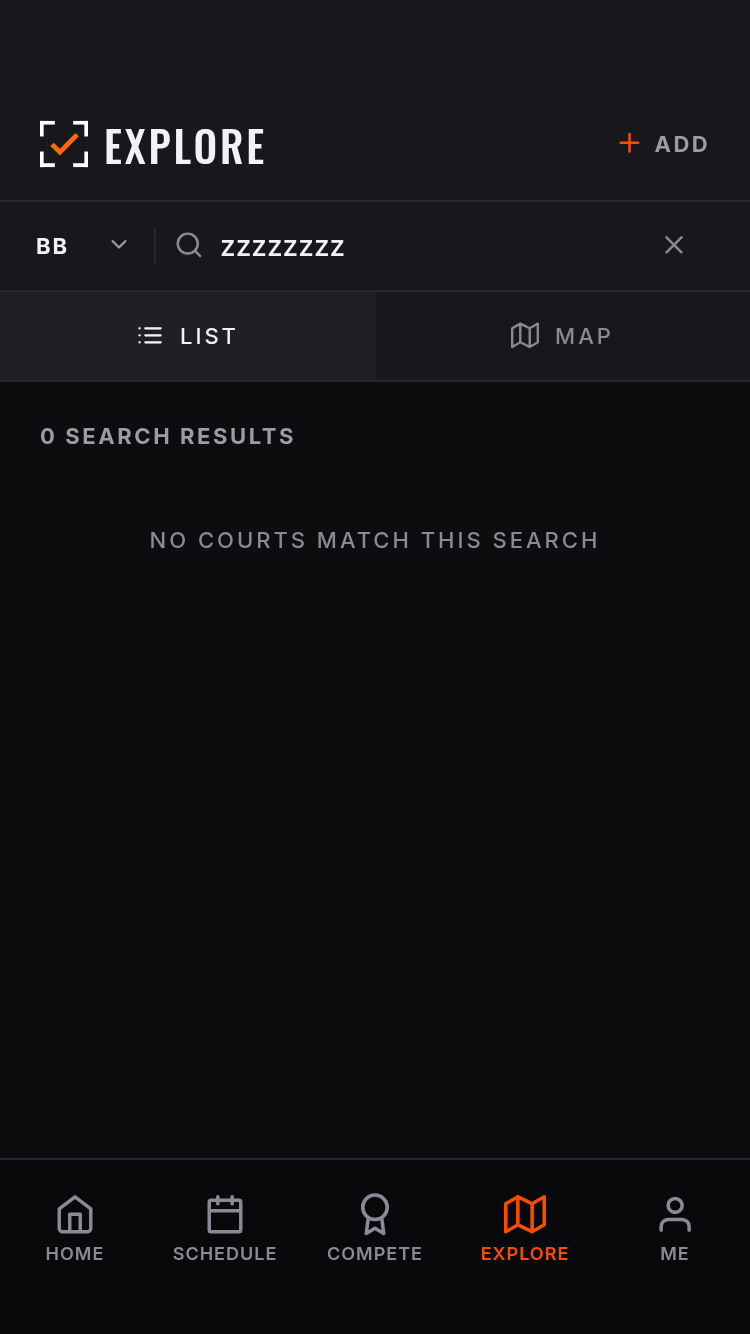 EXPLORE
ADD
BB
zzzzzzzz
LIST
MAP
0 SEARCH RESULTS
NO COURTS MATCH THIS SEARCH
HOME
SCHEDULE
COMPETE
EXPLORE
ME